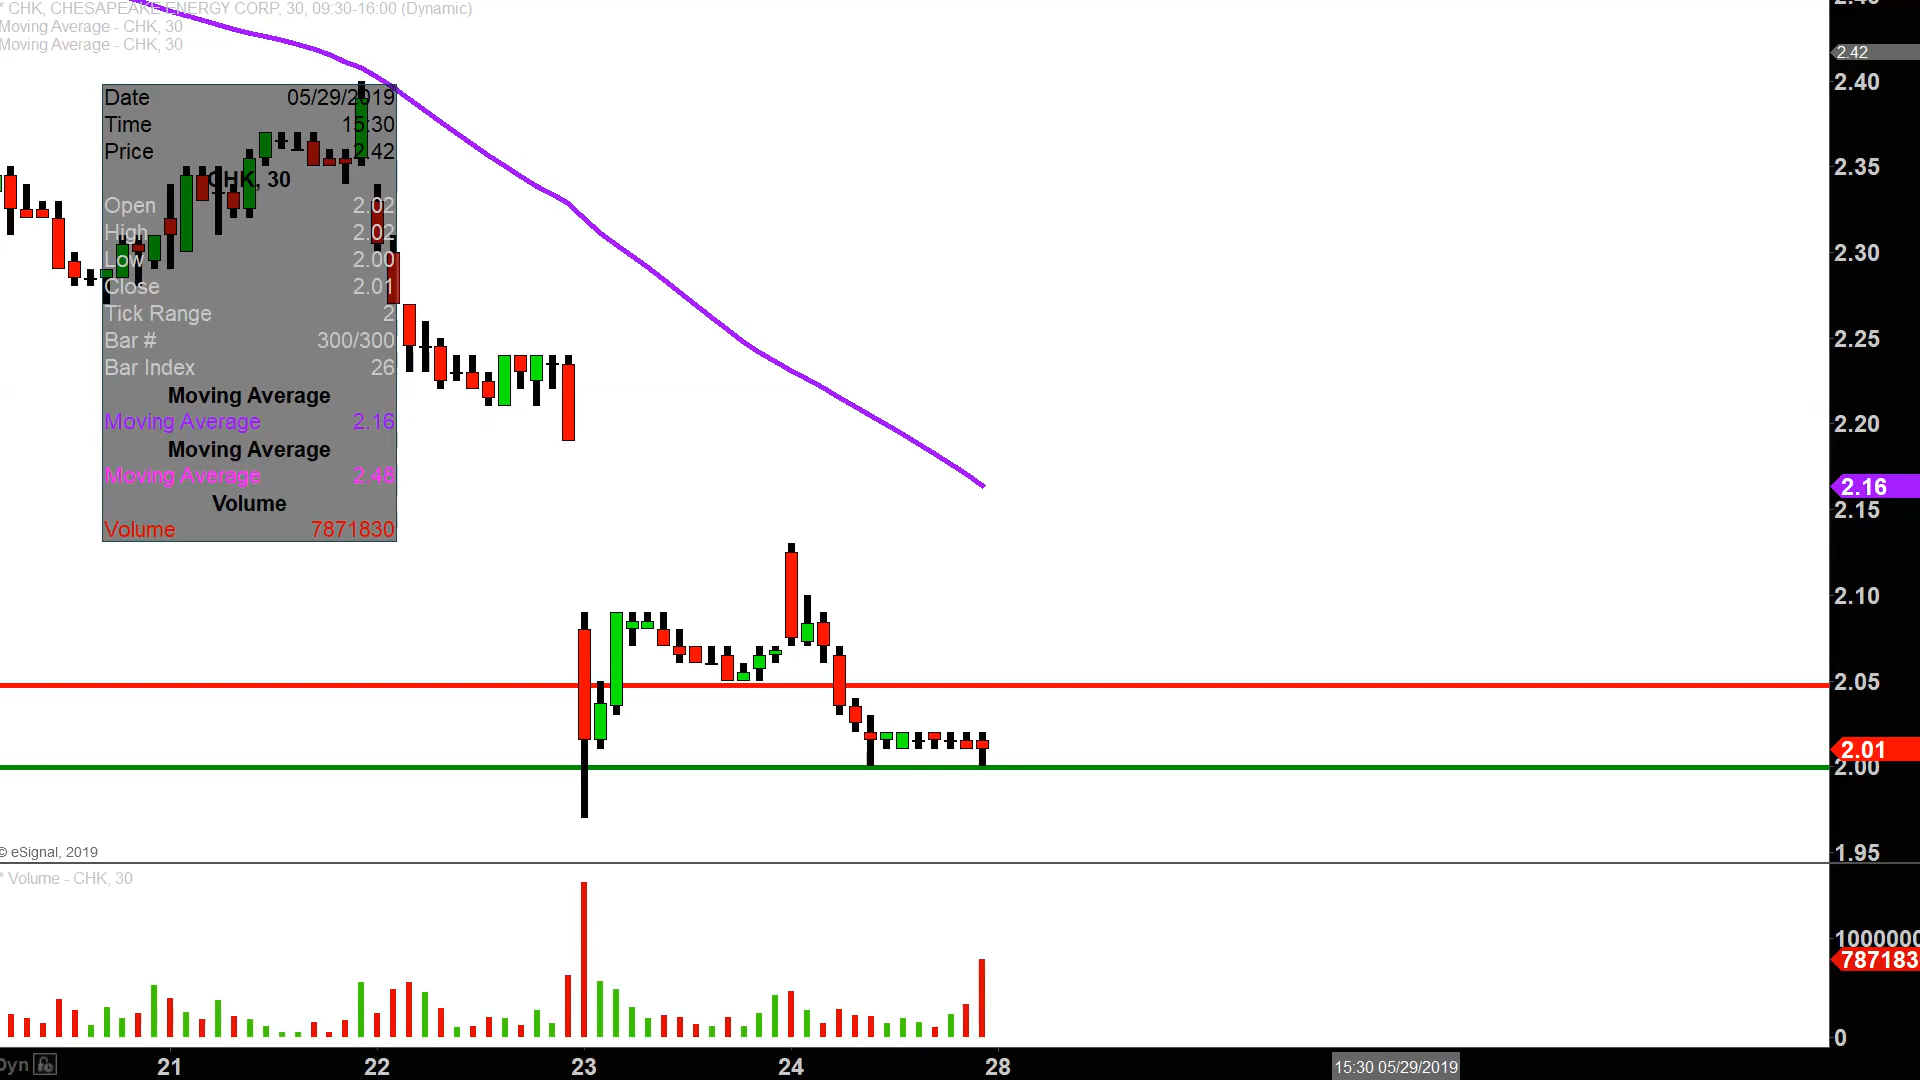 * CHK, CHESAPEAKE ENERGY CORP, 30, 09:30-16:00 (Dynamic)
Moving Average - CHK, 30
Moving Average - CHK, 30
Date 05/29/2019
Time 15:30
Price 2.42
CHK, 30
Open 2.02
High 2.02
Low 2.00
Close 2.01
Tick Range 2
Bar # 300/300
Bar Index 26
Moving Average
Moving Average 2.16
Moving Average
Moving Average 2.48
Volume
Volume 7871830
2.42
2.40
2.35
2.30
2.25
2.20
2.16
2.15
2.10
2.05
2.01
2.00
1.95
© eSignal, 2019
* Volume - CHK, 30
1000000
787183
0
Dyn
21 22 23 24 28 15:30 05/29/2019